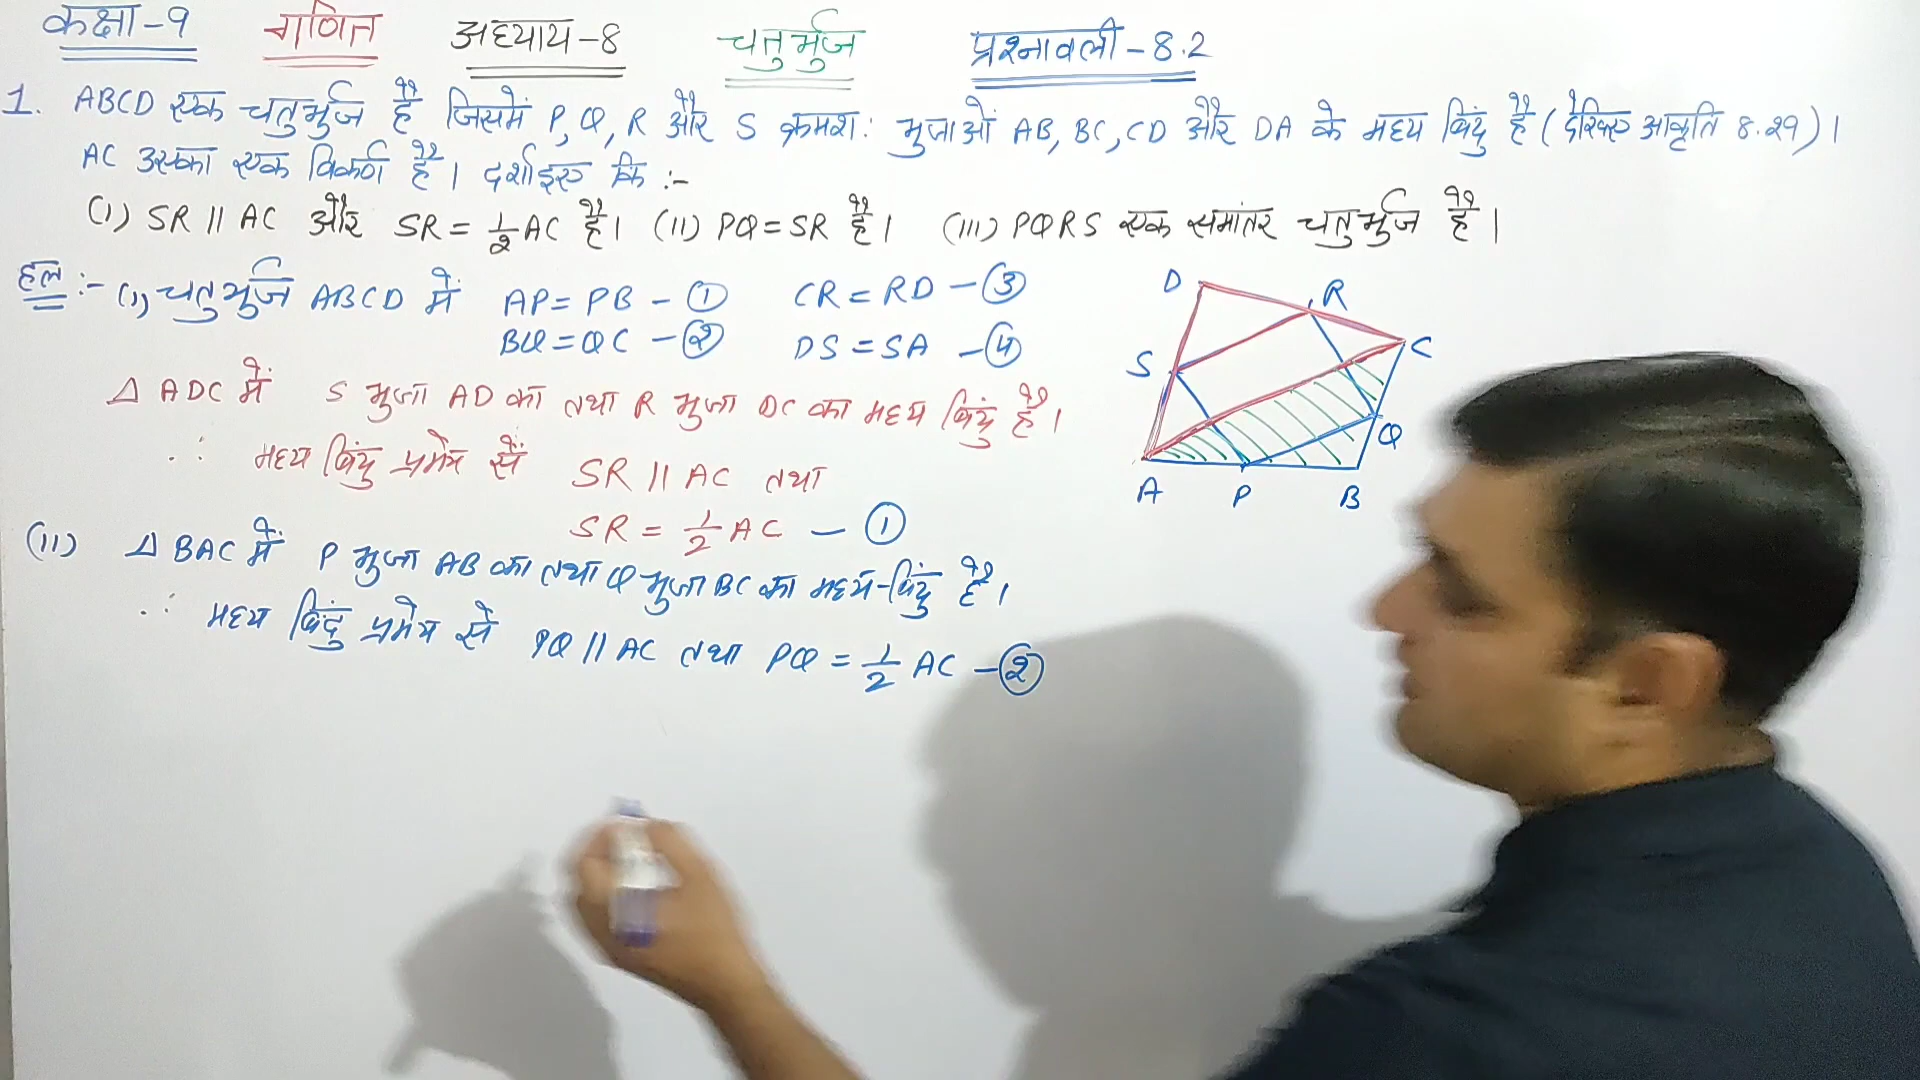 कक्षा-9 गणित अध्याय-8 चतुर्भुज प्रश्नावली-8.2
1. ABCD एक चतुर्भुज है जिसमें P, Q, R और S क्रमश: भुजाओं AB, BC, CD और DA के मध्य बिंदु है (देखिए आकृति 8.29)।
AC उसका एक विकर्ण है। दर्शाइए कि :-
(i) SR || AC और SR = 1/2 AC है। (ii) PQ = SR है। (iii) PQRS एक समांतर चतुर्भुज है।
हल :- (i) चतुर्भुज ABCD में AP = PB - ① CR = RD - ③
BQ = QC - ② DS = SA - ④
△ ADC में S भुजा AD का तथा R भुजा DC का मध्य बिंदु है।
∴ मध्य बिंदु प्रमेय से SR || AC तथा
SR = 1/2 AC - ①
(ii) △ BAC में P भुजा AB का तथा Q भुजा BC का मध्य-बिंदु है।
∴ मध्य बिंदु प्रमेय से PQ || AC तथा PQ = 1/2 AC - ②
D R
S C
Q
A P B